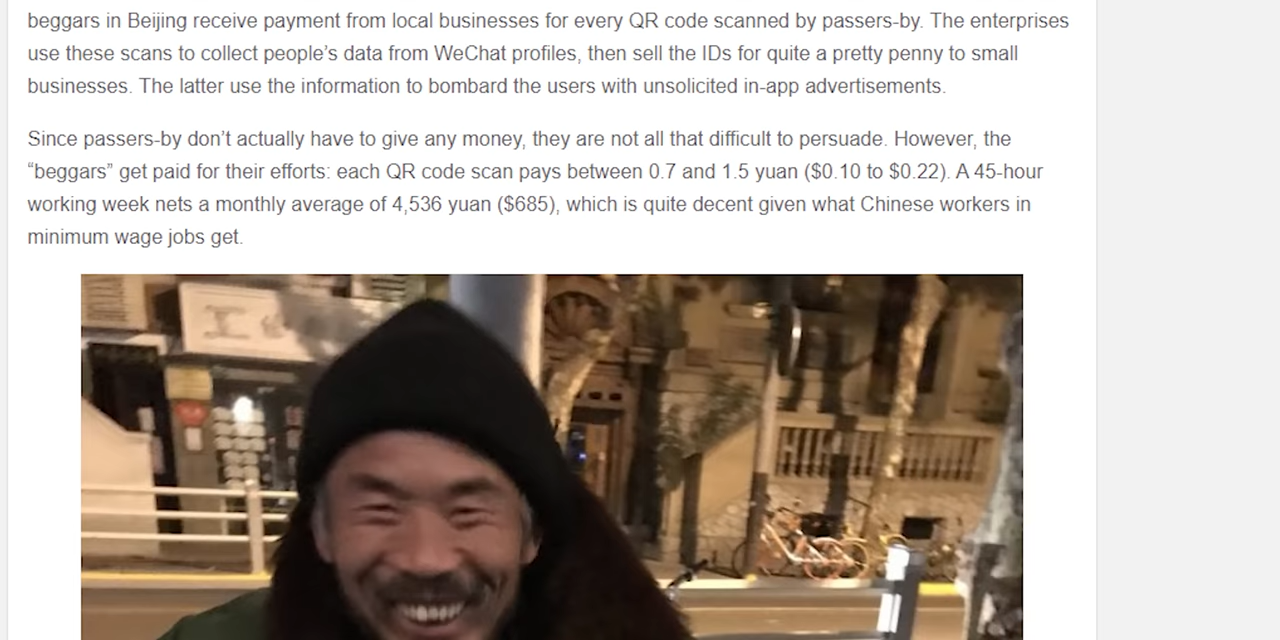 beggars in Beijing receive payment from local businesses for every QR code scanned by passers-by. The enterprises
use these scans to collect people’s data from WeChat profiles, then sell the IDs for quite a pretty penny to small
businesses. The latter use the information to bombard the users with unsolicited in-app advertisements.
Since passers-by don’t actually have to give any money, they are not all that difficult to persuade. However, the
“beggars” get paid for their efforts: each QR code scan pays between 0.7 and 1.5 yuan ($0.10 to $0.22). A 45-hour
working week nets a monthly average of 4,536 yuan ($685), which is quite decent given what Chinese workers in
minimum wage jobs get.